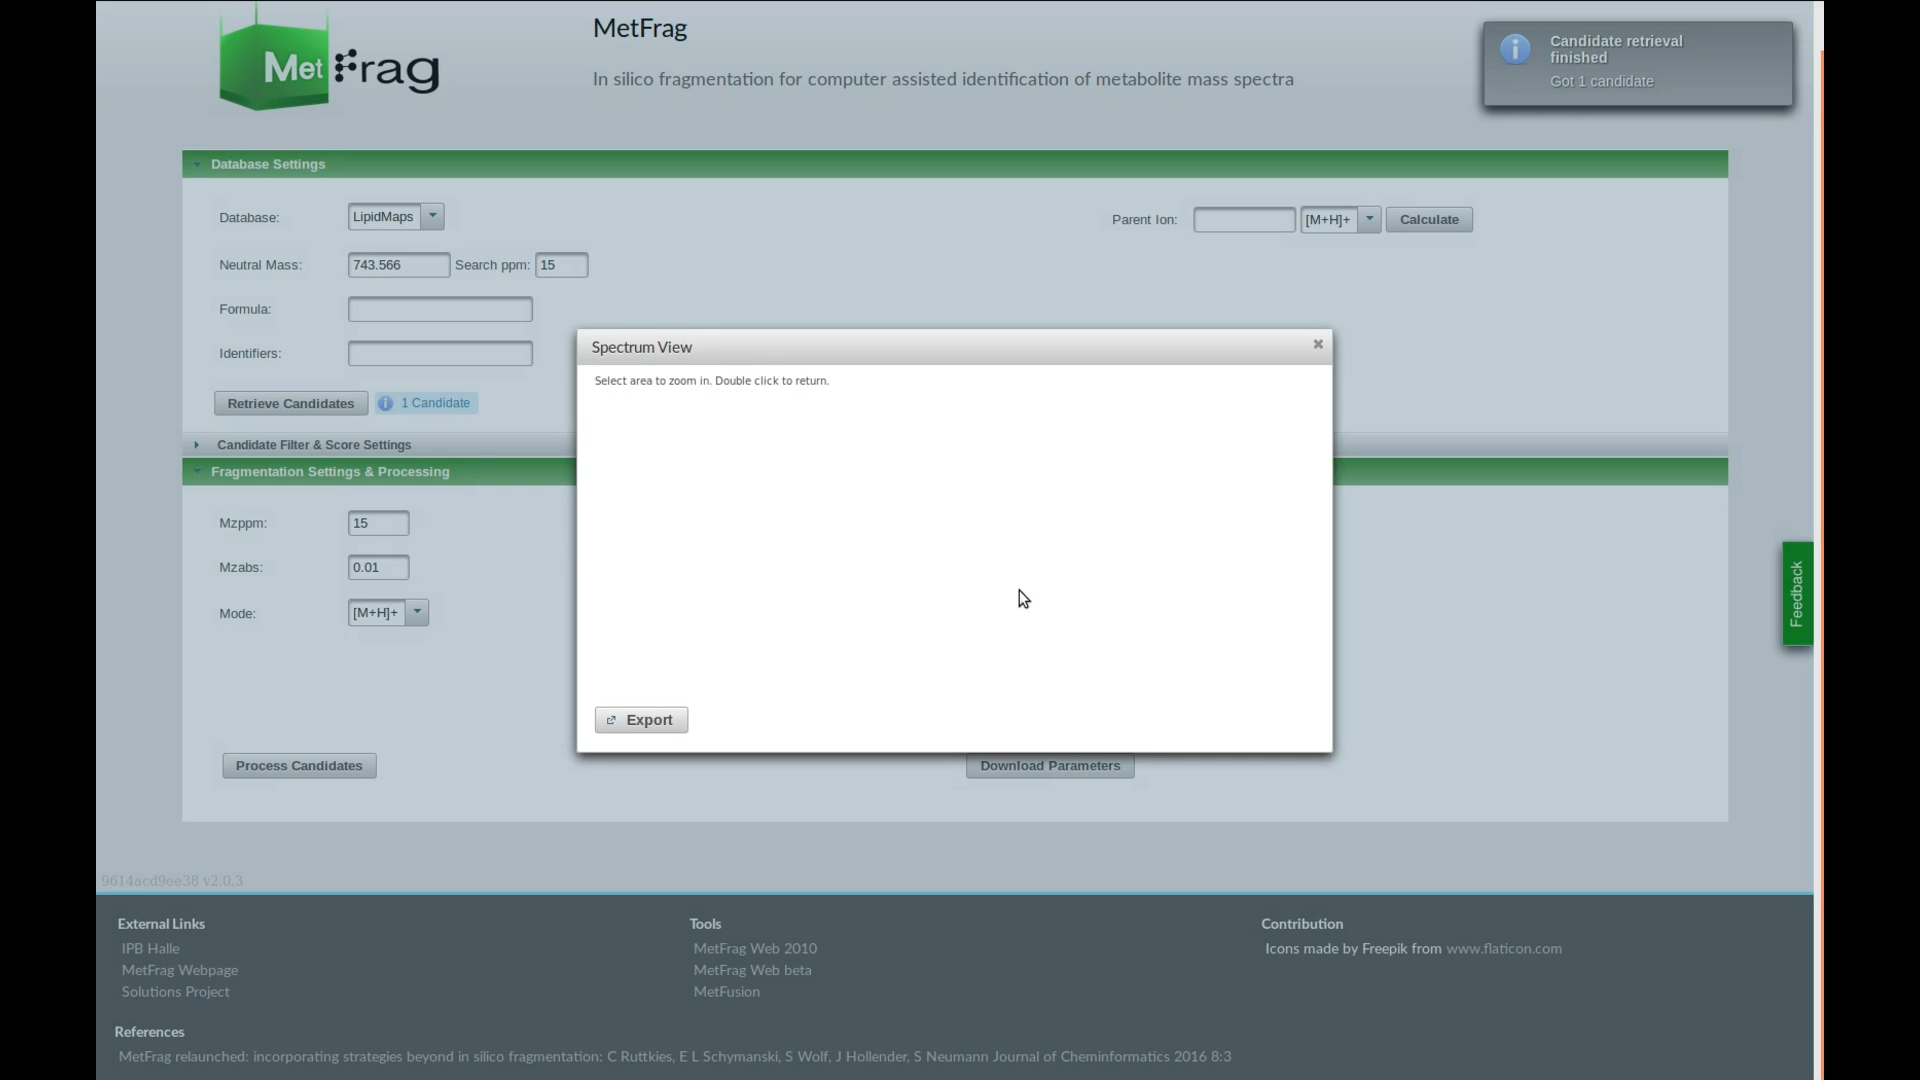 MetFrag
MetFrag
In silico fragmentation for computer assisted identification of metabolite mass spectra
Candidate retrieval
finished
Got 1 candidate
Database Settings
Database: LipidMaps
Parent Ion: [M+H]+ Calculate
Neutral Mass: 743.566 Search ppm: 15
Formula:
Identifiers:
Retrieve Candidates 1 Candidate
Candidate Filter & Score Settings
Fragmentation Settings & Processing
Mzppm: 15
Mzabs: 0.01
Mode: [M+H]+
Process Candidates
Download Parameters
Spectrum View
Select area to zoom in. Double click to return.
Export
Feedback
9614acd9ee38 v2.0.3
External Links
IPB Halle
MetFrag Webpage
Solutions Project
Tools
MetFrag Web 2010
MetFrag Web beta
MetFusion
Contribution
Icons made by Freepik from www.flaticon.com
References
MetFrag relaunched: incorporating strategies beyond in silico fragmentation: C Ruttkies, E L Schymanski, S Wolf, J Hollender, S Neumann Journal of Cheminformatics 2016 8:3